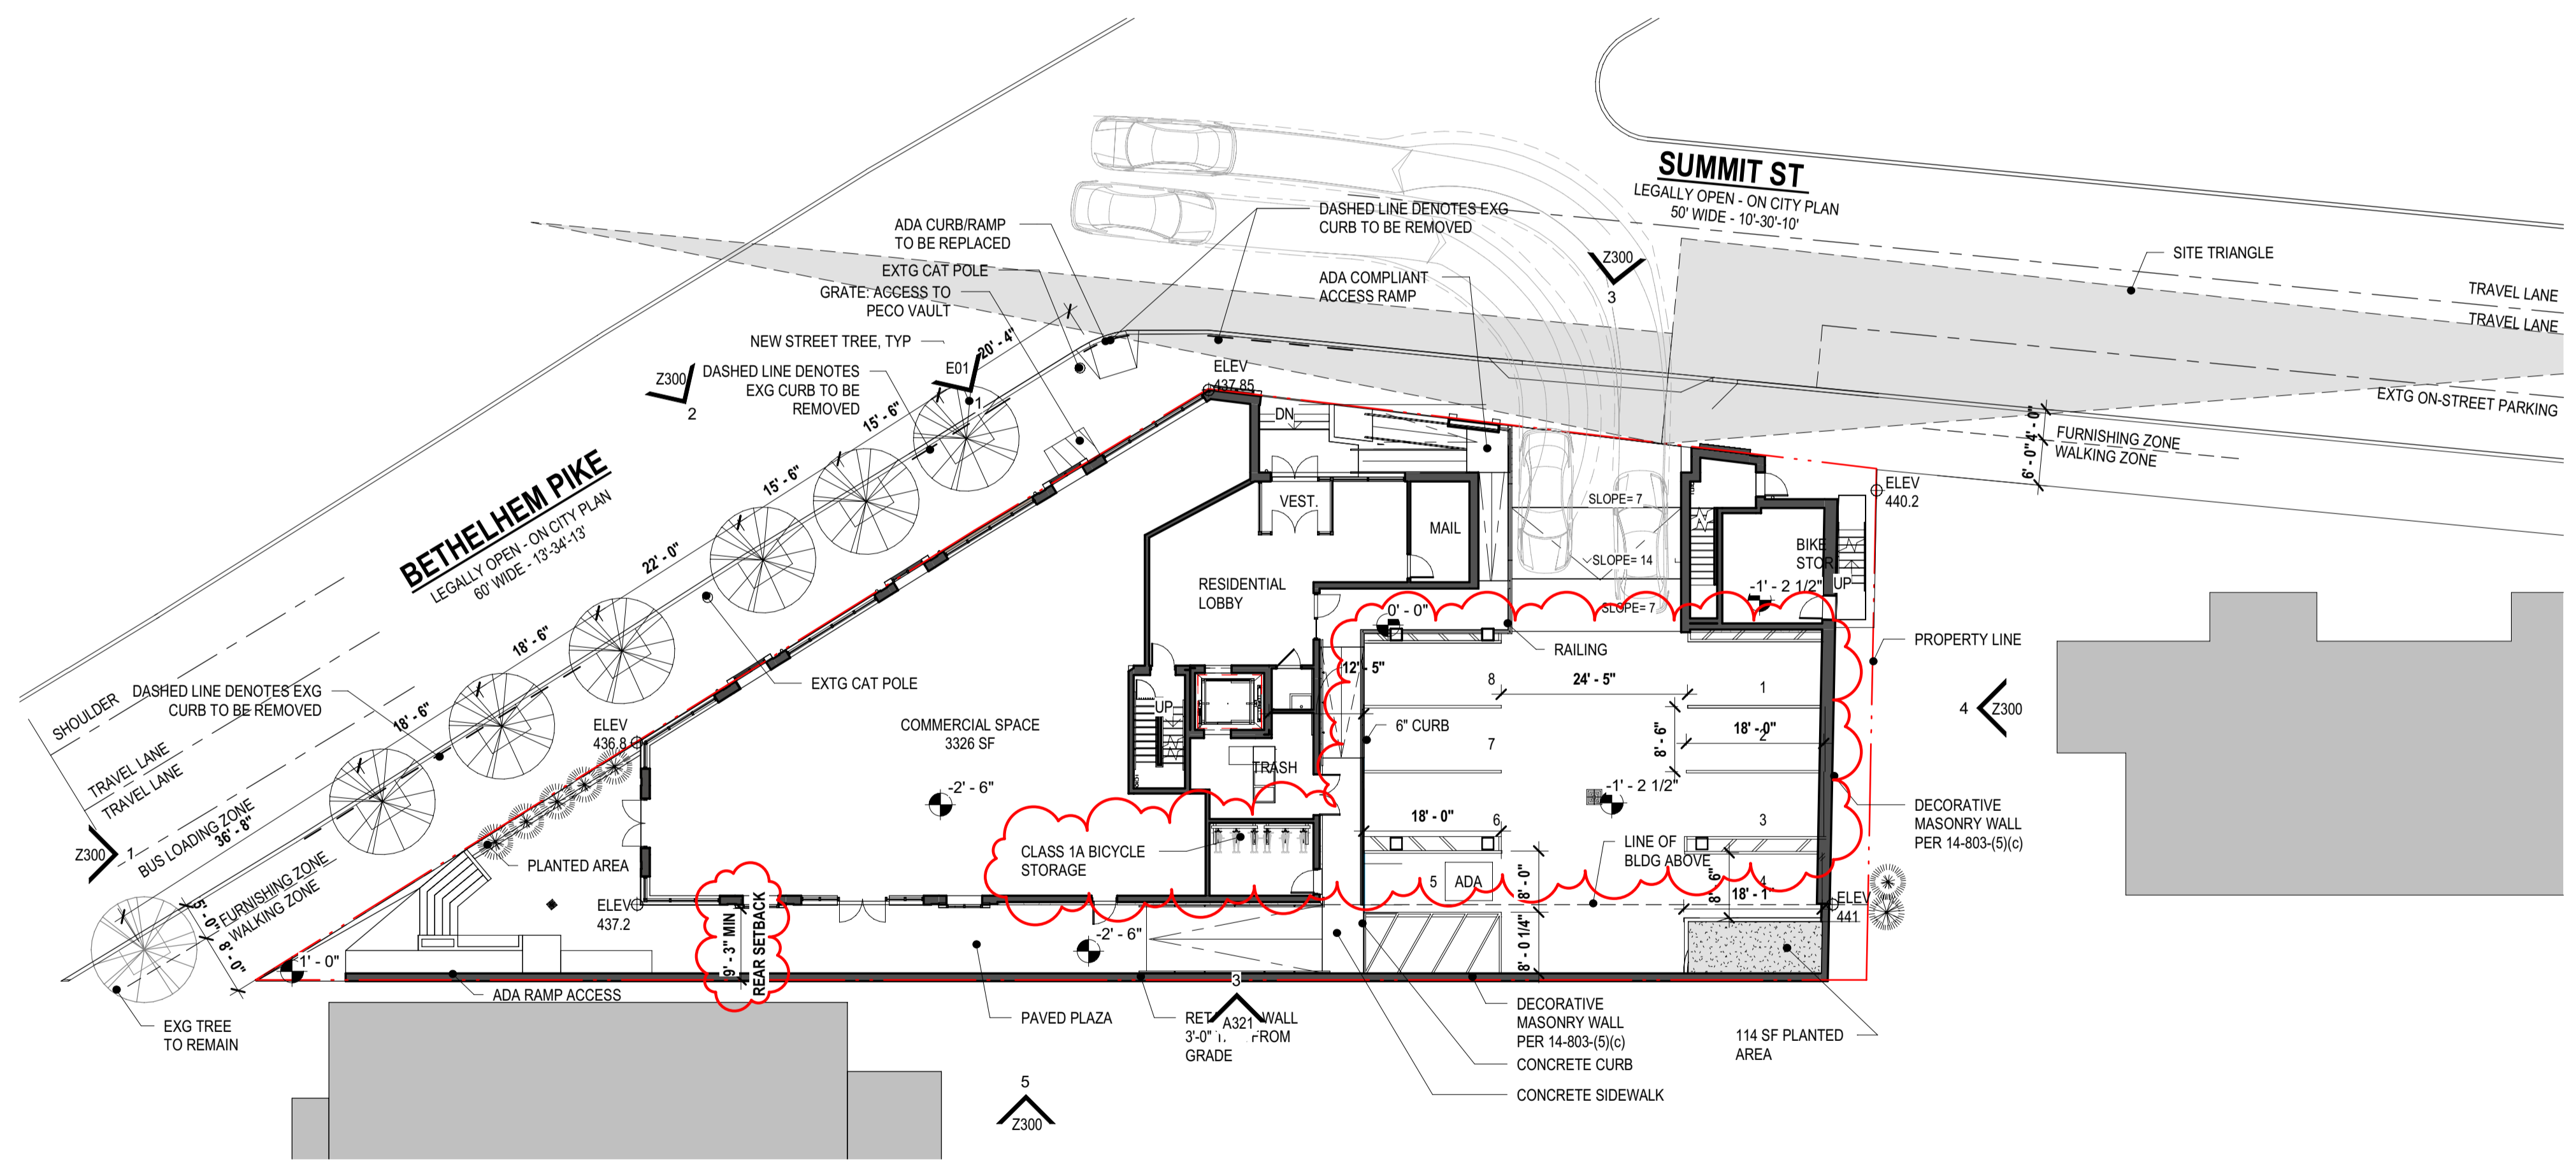 SUMMIT ST
LEGALLY OPEN - ON CITY PLAN
50' WIDE - 10'-30'-10'
DASHED LINE DENOTES EXG
CURB TO BE REMOVED
ADA CURB/RAMP
TO BE REPLACED
EXTG CAT POLE
GRATE: ACCESS TO
PECO VAULT
NEW STREET TREE, TYP
DASHED LINE DENOTES
EXG CURB TO BE
REMOVED
ADA COMPLIANT
ACCESS RAMP
Z300
3
SITE TRIANGLE
TRAVEL LANE
TRAVEL LANE
EXTG ON-STREET PARKING
FURNISHING ZONE
WALKING ZONE
4'- 0"
6' - 0"
Z300
2
E01
1
20' - 4"
15' - 6"
15' - 6"
22' - 0"
18' - 6"
18' - 6"
36' - 8"
5'- 0"
8' - 0"
BETHELHEM PIKE
LEGALLY OPEN - ON CITY PLAN
60' WIDE - 13'-34'-13'
ELEV
437.85
DN
VEST.
MAIL
RESIDENTIAL
LOBBY
SLOPE= 7
SLOPE= 14
SLOPE= 7
BIKE
STOR
UP
-1' - 2 1/2"
ELEV
440.2
0' - 0"
RAILING
PROPERTY LINE
12' - 5"
8
24' - 5"
1
6" CURB
7
8' - 6"
18' - 0"
2
-1' - 2 1/2"
18' - 0"
6
3
LINE OF
BLDG ABOVE
5
ADA
8'- 0"
8' - 0 1/4"
8' - 6"
4
18' - 1"
ELEV
441
4
Z300
DECORATIVE
MASONRY WALL
PER 14-803-(5)(c)
SHOULDER
TRAVEL LANE
TRAVEL LANE
BUS LOADING ZONE
FURNISHING ZONE
WALKING ZONE
DASHED LINE DENOTES EXG
CURB TO BE REMOVED
EXTG CAT POLE
ELEV
436.8
COMMERCIAL SPACE
3326 SF
-2' - 6"
UP
TRASH
CLASS 1A BICYCLE
STORAGE
Z300
1
PLANTED AREA
ELEV
437.2
9' - 3" MIN
REAR SETBACK
-2' - 6"
1' - 0"
ADA RAMP ACCESS
EXG TREE
TO REMAIN
PAVED PLAZA
WALL
3'-0"
FROM
GRADE
3
A321
5
Z300
DECORATIVE
MASONRY WALL
PER 14-803-(5)(c)
CONCRETE CURB
CONCRETE SIDEWALK
114 SF PLANTED
AREA